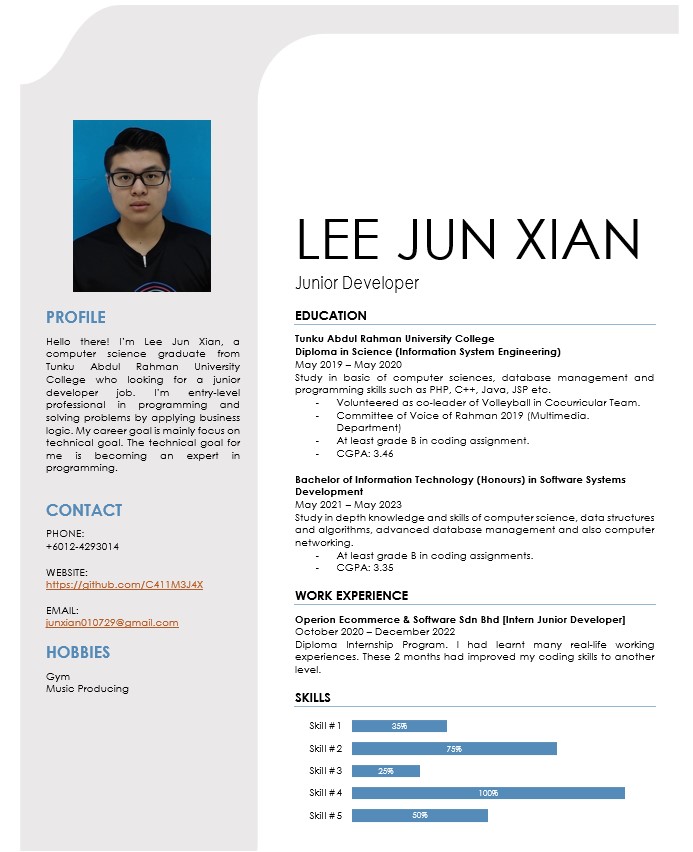 LEE JUN XIAN
Junior Developer
PROFILE
Hello there! I'm Lee Jun Xian, a
computer science graduate from
Tunku Abdul Rahman University
College who looking for a junior
developer job. I'm entry-level
professional in programming and
solving problems by applying business
logic. My career goal is mainly focus on
technical goal. The technical goal for
me is becoming an expert in
programming.
CONTACT
PHONE:
+6012-4293014
WEBSITE:
https://github.com/C411M3J4X
EMAIL:
junxian010729@gmail.com
HOBBIES
Gym
Music Producing
EDUCATION
Tunku Abdul Rahman University College
Diploma in Science (Information System Engineering)
May 2019 – May 2020
Study in basic of computer sciences, database management and
programming skills such as PHP, C++, Java, JSP etc.
- Volunteered as co-leader of Volleyball in Cocurricular Team.
- Committee of Voice of Rahman 2019 (Multimedia.
Department)
- At least grade B in coding assignment.
- CGPA: 3.46
Bachelor of Information Technology (Honours) in Software Systems
Development
May 2021 – May 2023
Study in depth knowledge and skills of computer science, data structures
and algorithms, advanced database management and also computer
networking.
- At least grade B in coding assignments.
- CGPA: 3.35
WORK EXPERIENCE
Operion Ecommerce & Software Sdn Bhd [Intern Junior Developer]
October 2020 – December 2022
Diploma Internship Program. I had learnt many real-life working
experiences. These 2 months had improved my coding skills to another
level.
SKILLS
Skill #1 35%
Skill #2 75%
Skill #3 25%
Skill #4 100%
Skill #5 50%